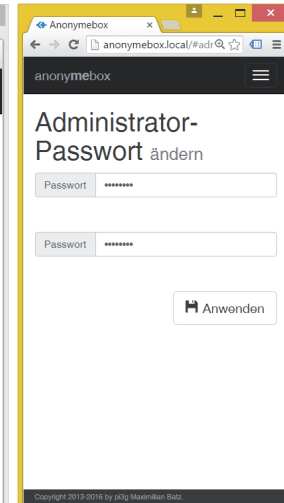 Anonymebox
anonymebox.local/#adr
anonymebox
Administrator-
Passwort ändern
Passwort ••••••••
Passwort ••••••••
Anwenden
Copyright 2013-2016 by pi3g Maximilian Batz.